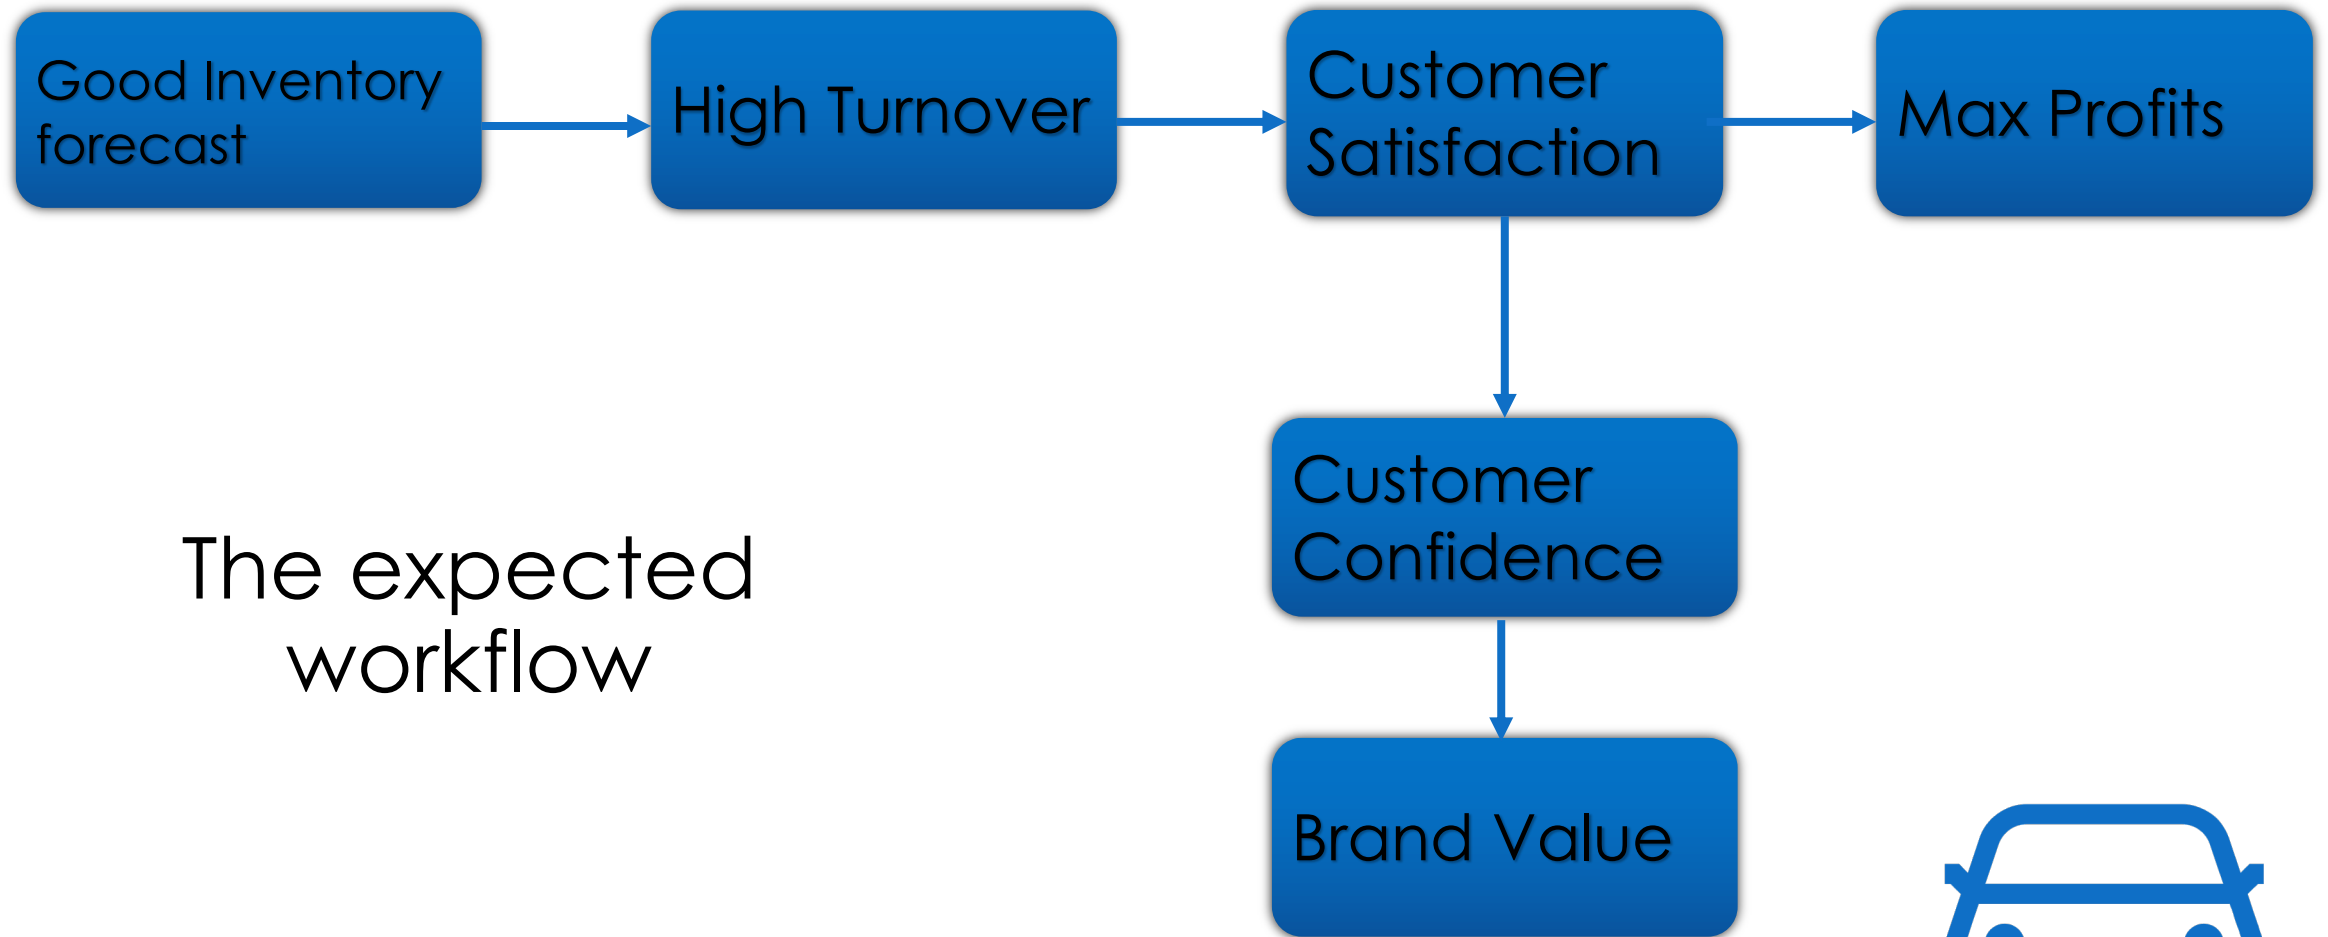 Good Inventory
forecast
High Turnover
Customer
Satisfaction
Max Profits
Customer
Confidence
The expected
workflow
Brand Value